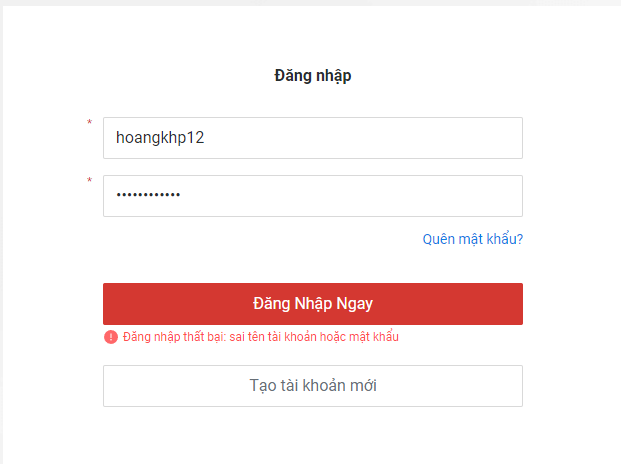 Đăng nhập
*
hoangkhp12
*
••••••••••••
Quên mật khẩu?
Đăng Nhập Ngay
! Đăng nhập thất bại: sai tên tài khoản hoặc mật khẩu
Tạo tài khoản mới